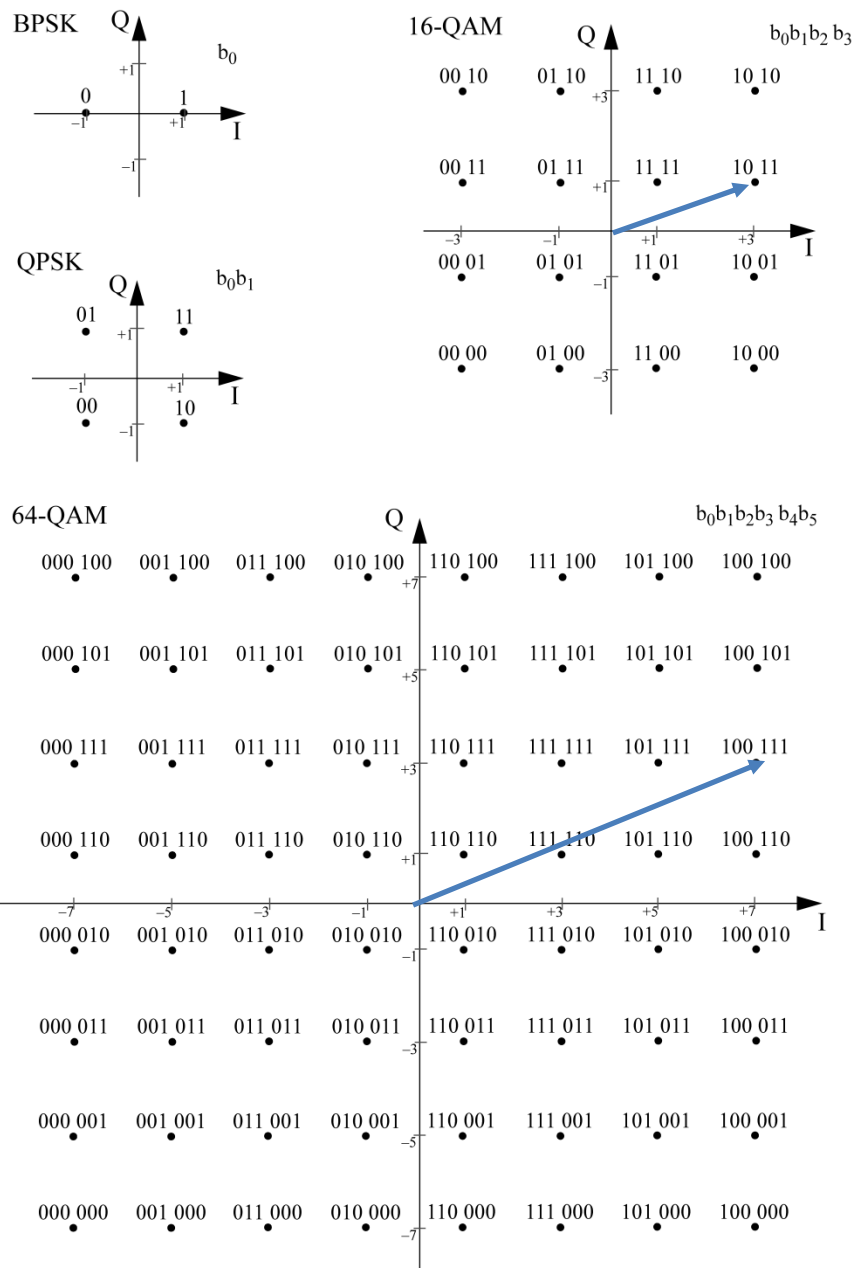 BPSK
Q
b0
+1
0 1
−1 +1
I
−1
16-QAM
Q
b0b1b2 b3
00 10 01 10 11 10 10 10
+3
00 11 01 11 11 11 10 11
+1
−3 −1 +1 +3
I
00 01 01 01 11 01 10 01
−1
00 00 01 00 11 00 10 00
−3
QPSK
Q
b0b1
01 11
+1
−1 +1
I
00 10
−1
64-QAM
Q
b0b1b2b3 b4b5
000 100 001 100 011 100 010 100 110 100 111 100 101 100 100 100
+7
000 101 001 101 011 101 010 101 110 101 111 101 101 101 100 101
+5
000 111 001 111 011 111 010 111 110 111 111 111 101 111 100 111
+3
000 110 001 110 011 110 010 110 110 110 111 110 101 110 100 110
+1
−7 −5 −3 −1 +1 +3 +5 +7
I
000 010 001 010 011 010 010 010 110 010 111 010 101 010 100 010
−1
000 011 001 011 011 011 010 011 110 011 111 011 101 011 100 011
−3
000 001 001 001 011 001 010 001 110 001 111 001 101 001 100 001
−5
000 000 001 000 011 000 010 000 110 000 111 000 101 000 100 000
−7